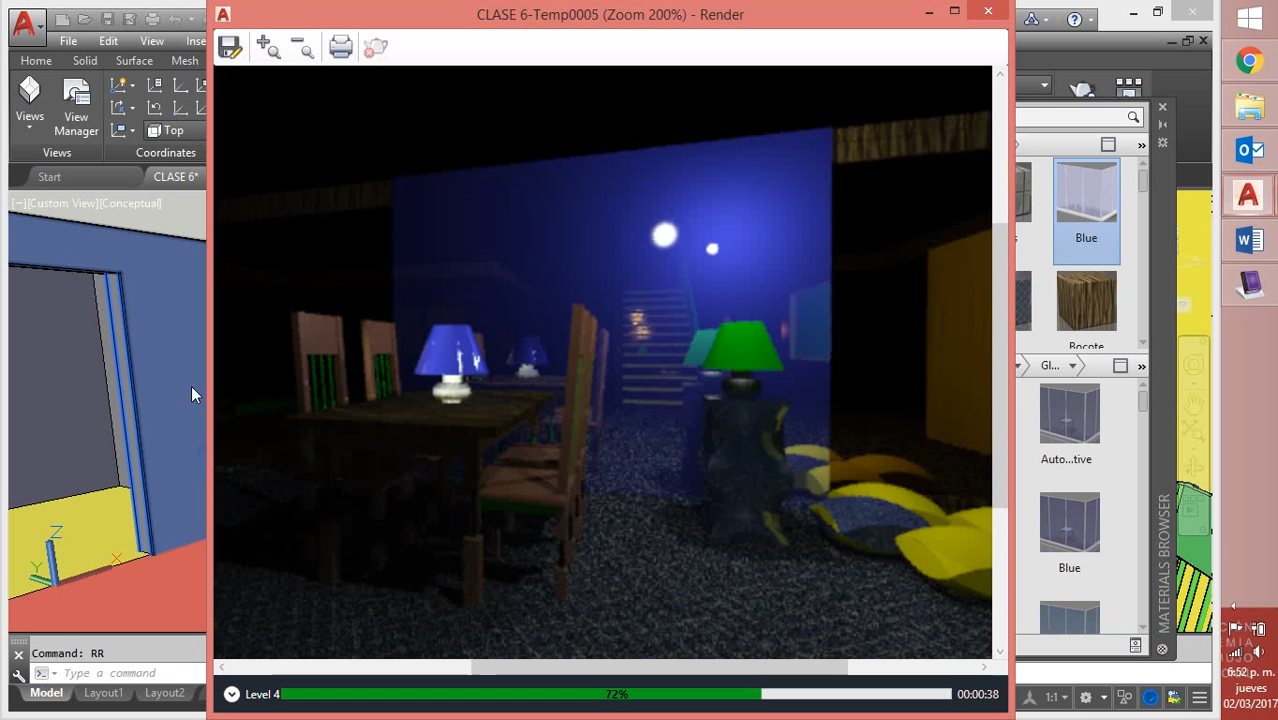 CLASE 6-Temp0005 (Zoom 200%) - Render
File Edit View Inse
Home Solid Surface Mesh
Views
View
Manager
Top
Views
Coordinates
Start
CLASE 6*
[−][Custom View][Conceptual]
Z
Y
X
s
Blue
Bocote
Gl...
Auto...tive
Blue
MATERIALS BROWSER
Command: RR
Type a command
Model Layout1 Layout2
Level 4
72%
00:00:38
1:1
6:52 p. m.
jueves
02/03/2017